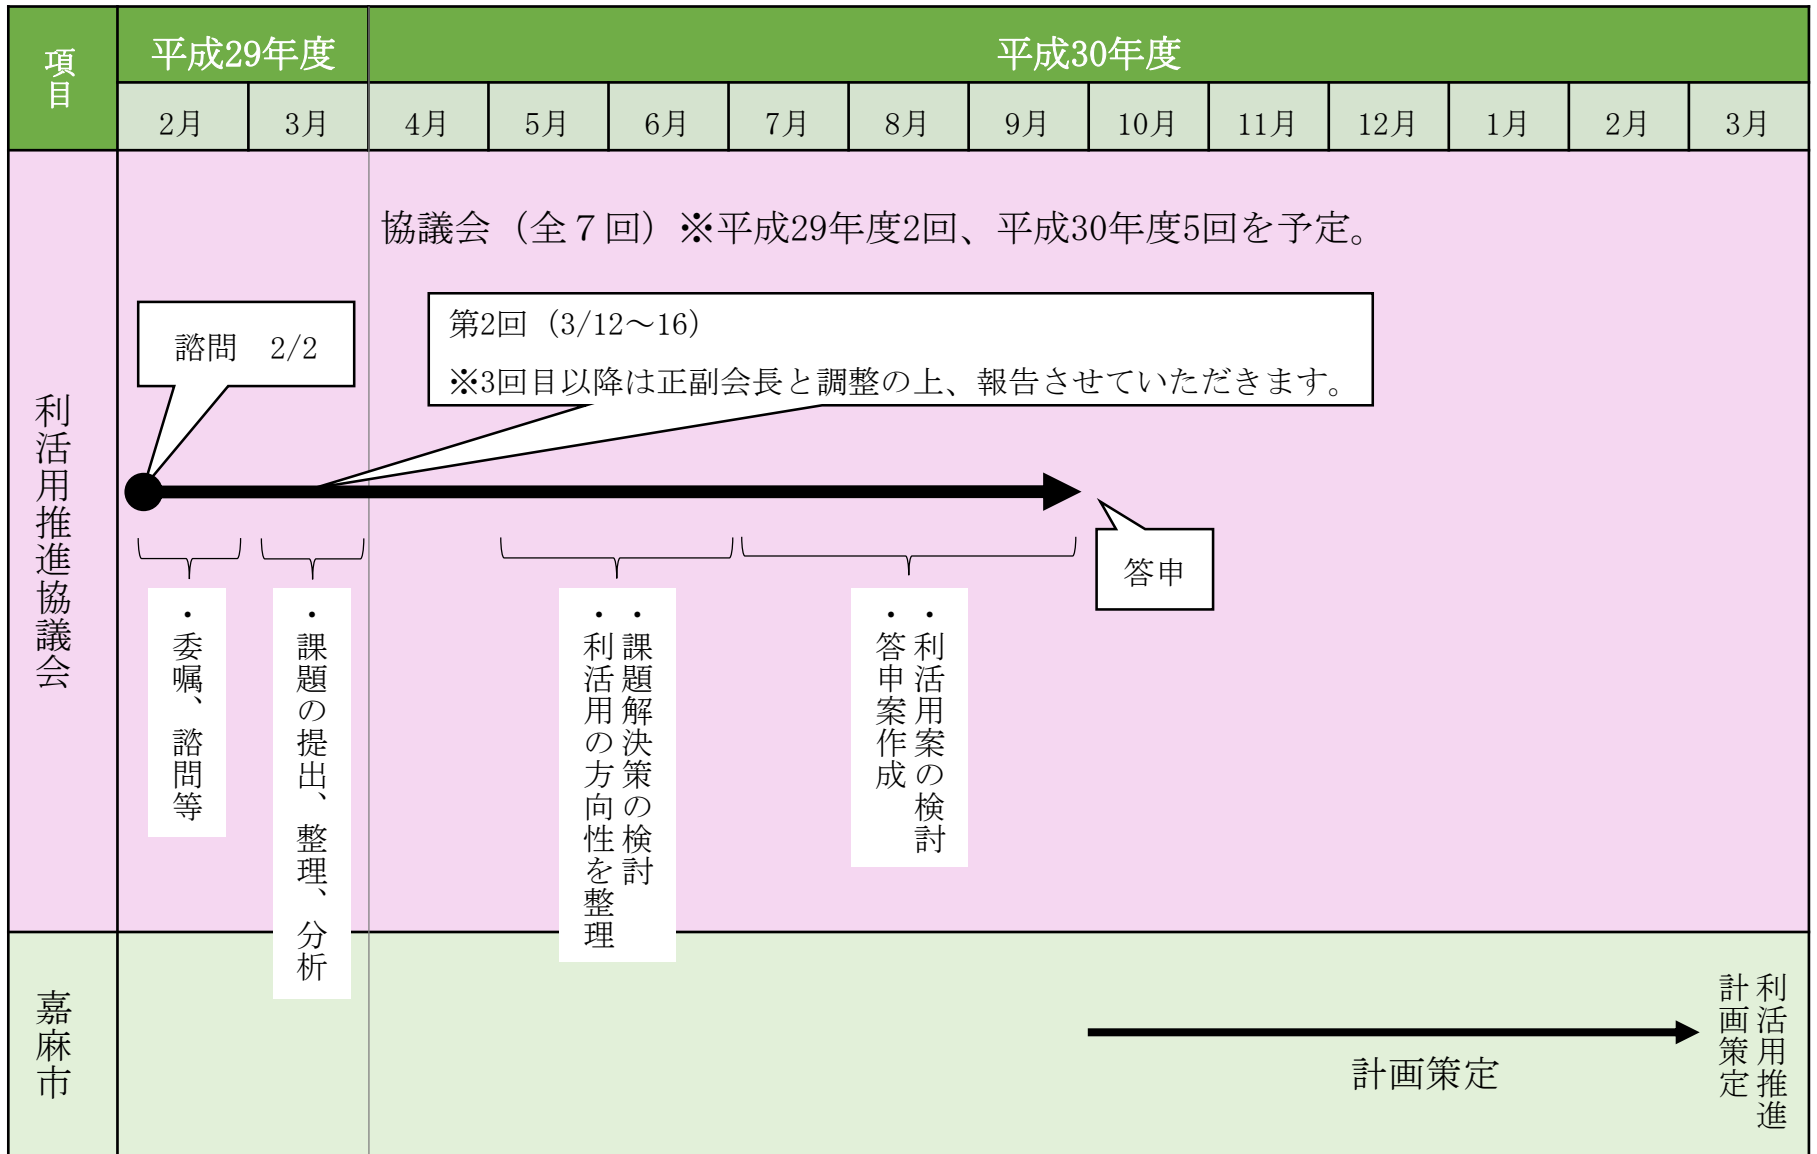 項目
平成29年度
平成30年度
2月
3月
4月
5月
6月
7月
8月
9月
10月
11月
12月
1月
2月
3月
利活用推進協議会
協議会（全７回）※平成29年度2回、平成30年度5回を予定。
諮問　2/2
第2回（3/12～16）
※3回目以降は正副会長と調整の上、報告させていただきます。
答申
・委嘱、諮問等
・課題の提出、整理、分析
・課題解決策の検討
・利活用の方向性を整理
・利活用案の検討
・答申案作成
嘉麻市
計画策定
利活用推進
計画策定